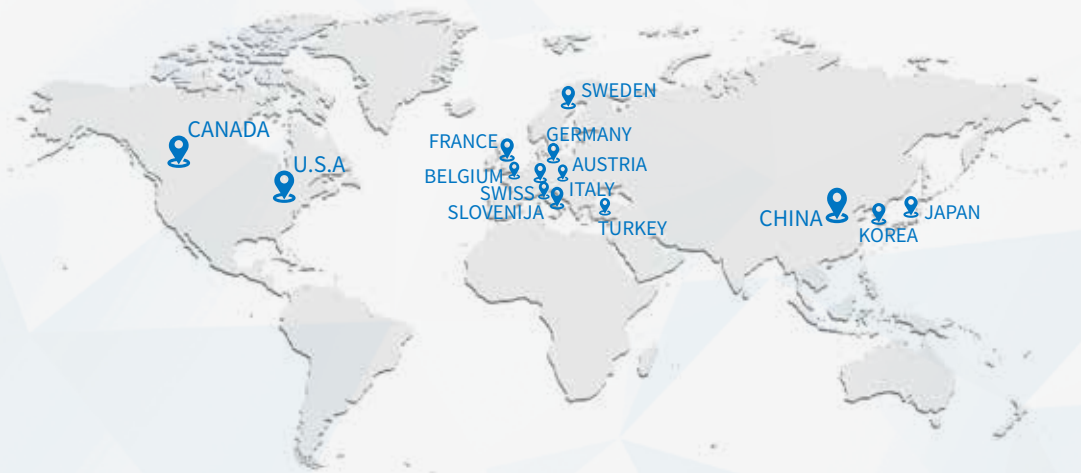 SWEDEN
CANADA
FRANCE
GERMANY
U.S.A
BELGIUM
AUSTRIA
SWISS
ITALY
SLOVENIJA
TURKEY
CHINA
KOREA
JAPAN